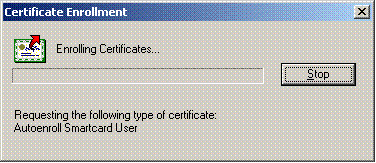 Certificate Enrollment
Enrolling Certificates...
Stop
Requesting the following type of certificate:
Autoenroll Smartcard User